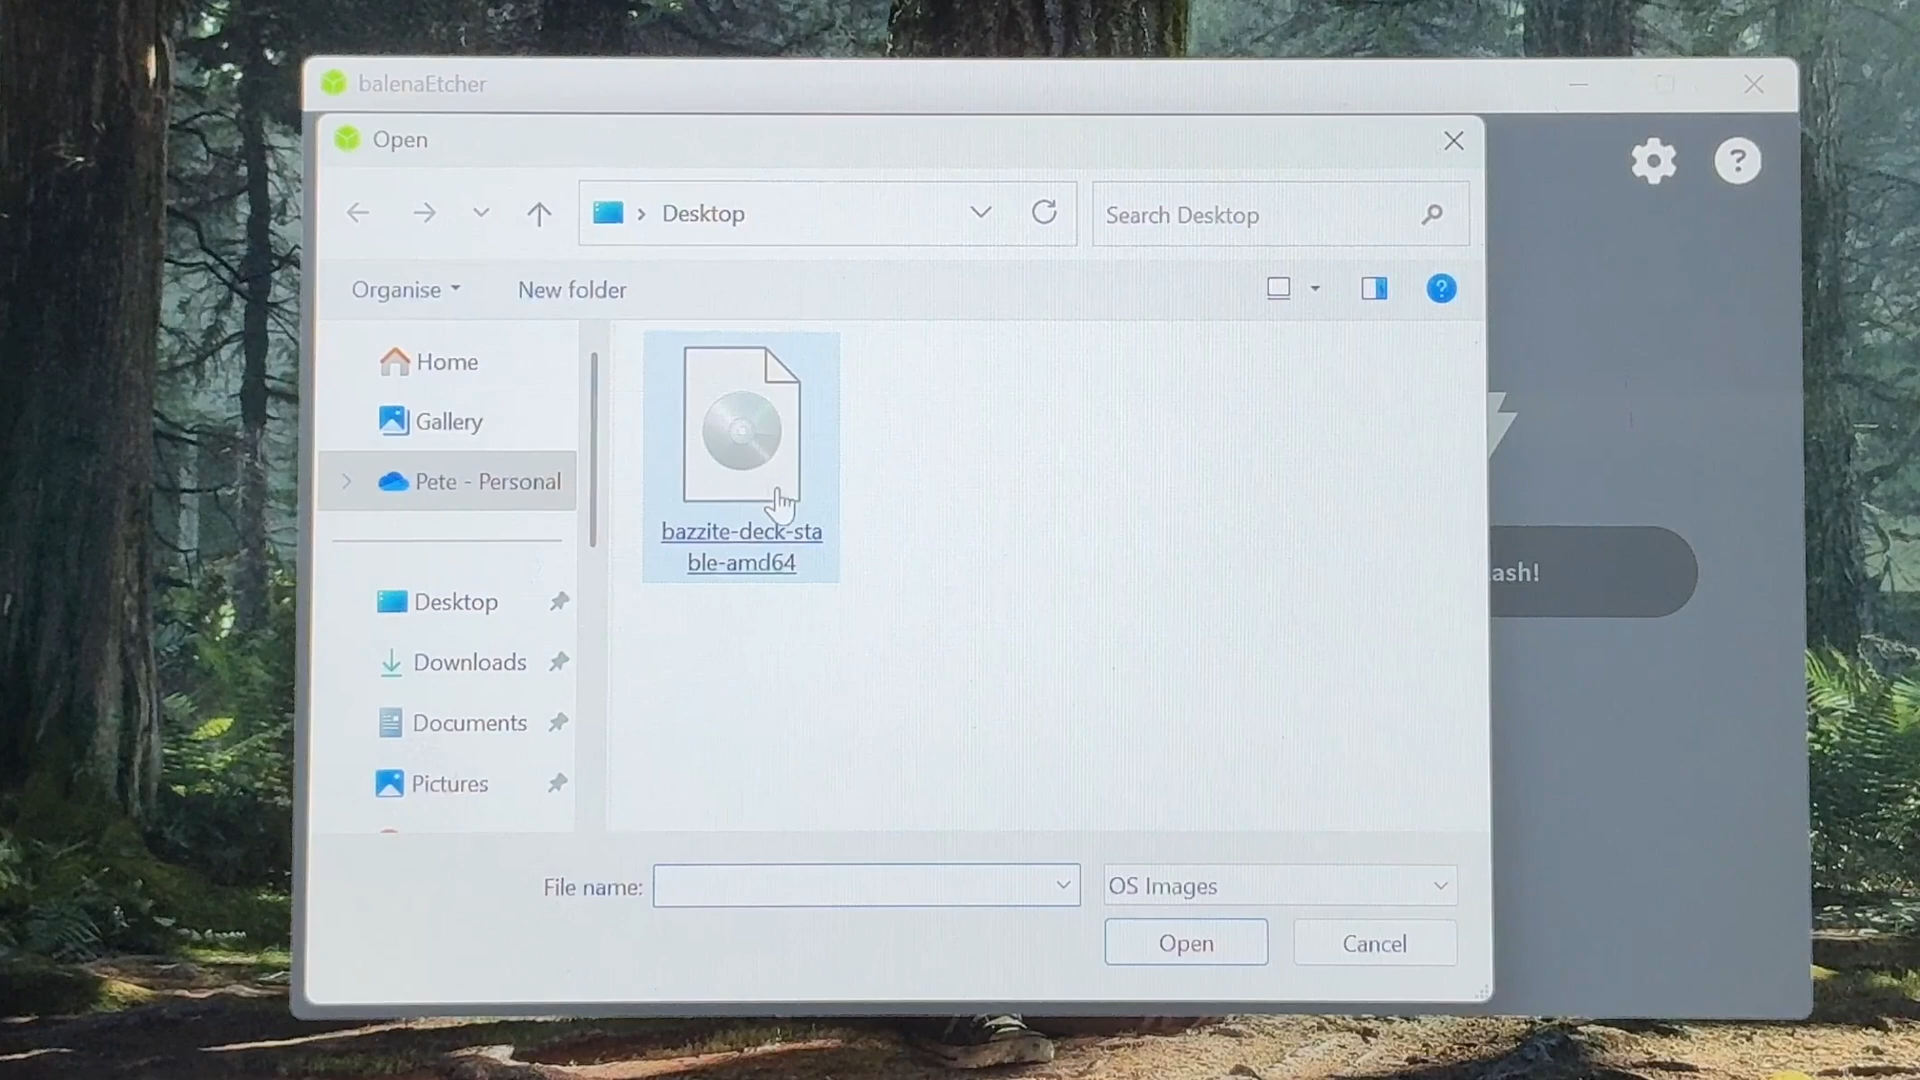 balenaEtcher
Open
Desktop
Search Desktop
Organise
New folder
?
?
Home
Gallery
Pete - Personal
bazzite-deck-sta
ble-amd64
ash!
Desktop
Downloads
Documents
Pictures
File name:
OS Images
Open
Cancel